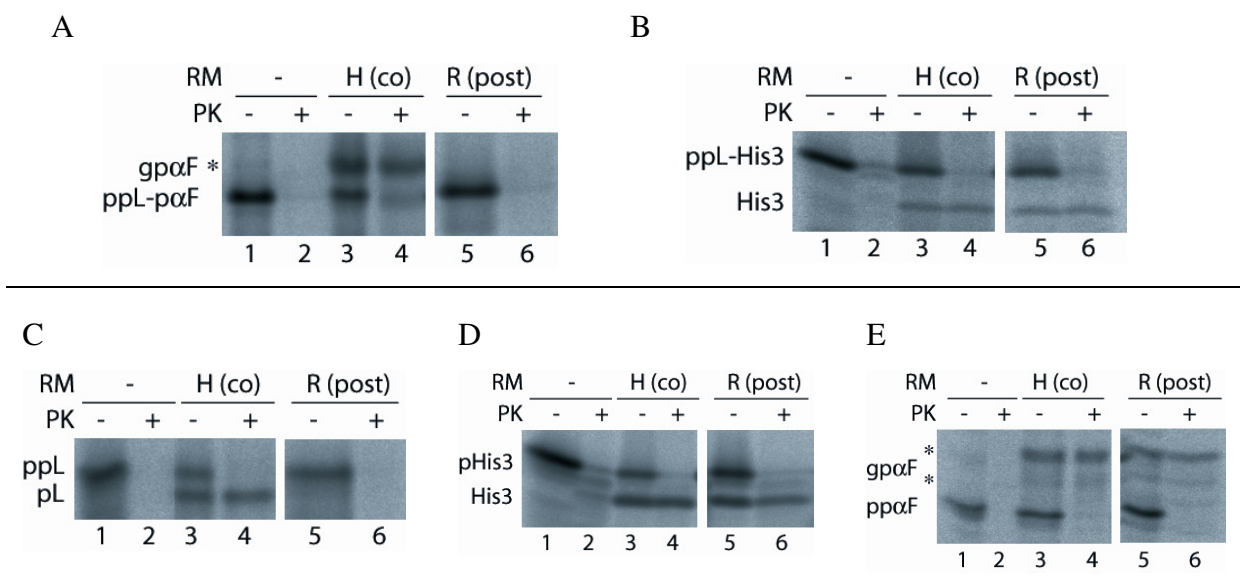 A
RM - H (co) R (post)
PK - + - + - +
gpαF *
ppL-pαF
1 2 3 4 5 6
B
RM - H (co) R (post)
PK - + - + - +
ppL-His3
His3
1 2 3 4 5 6
C
RM - H (co) R (post)
PK - + - + - +
ppL
pL
1 2 3 4 5 6
D
RM - H (co) R (post)
PK - + - + - +
pHis3
His3
1 2 3 4 5 6
E
RM - H (co) R (post)
PK - + - + - +
*
gpαF
*
ppαF
1 2 3 4 5 6